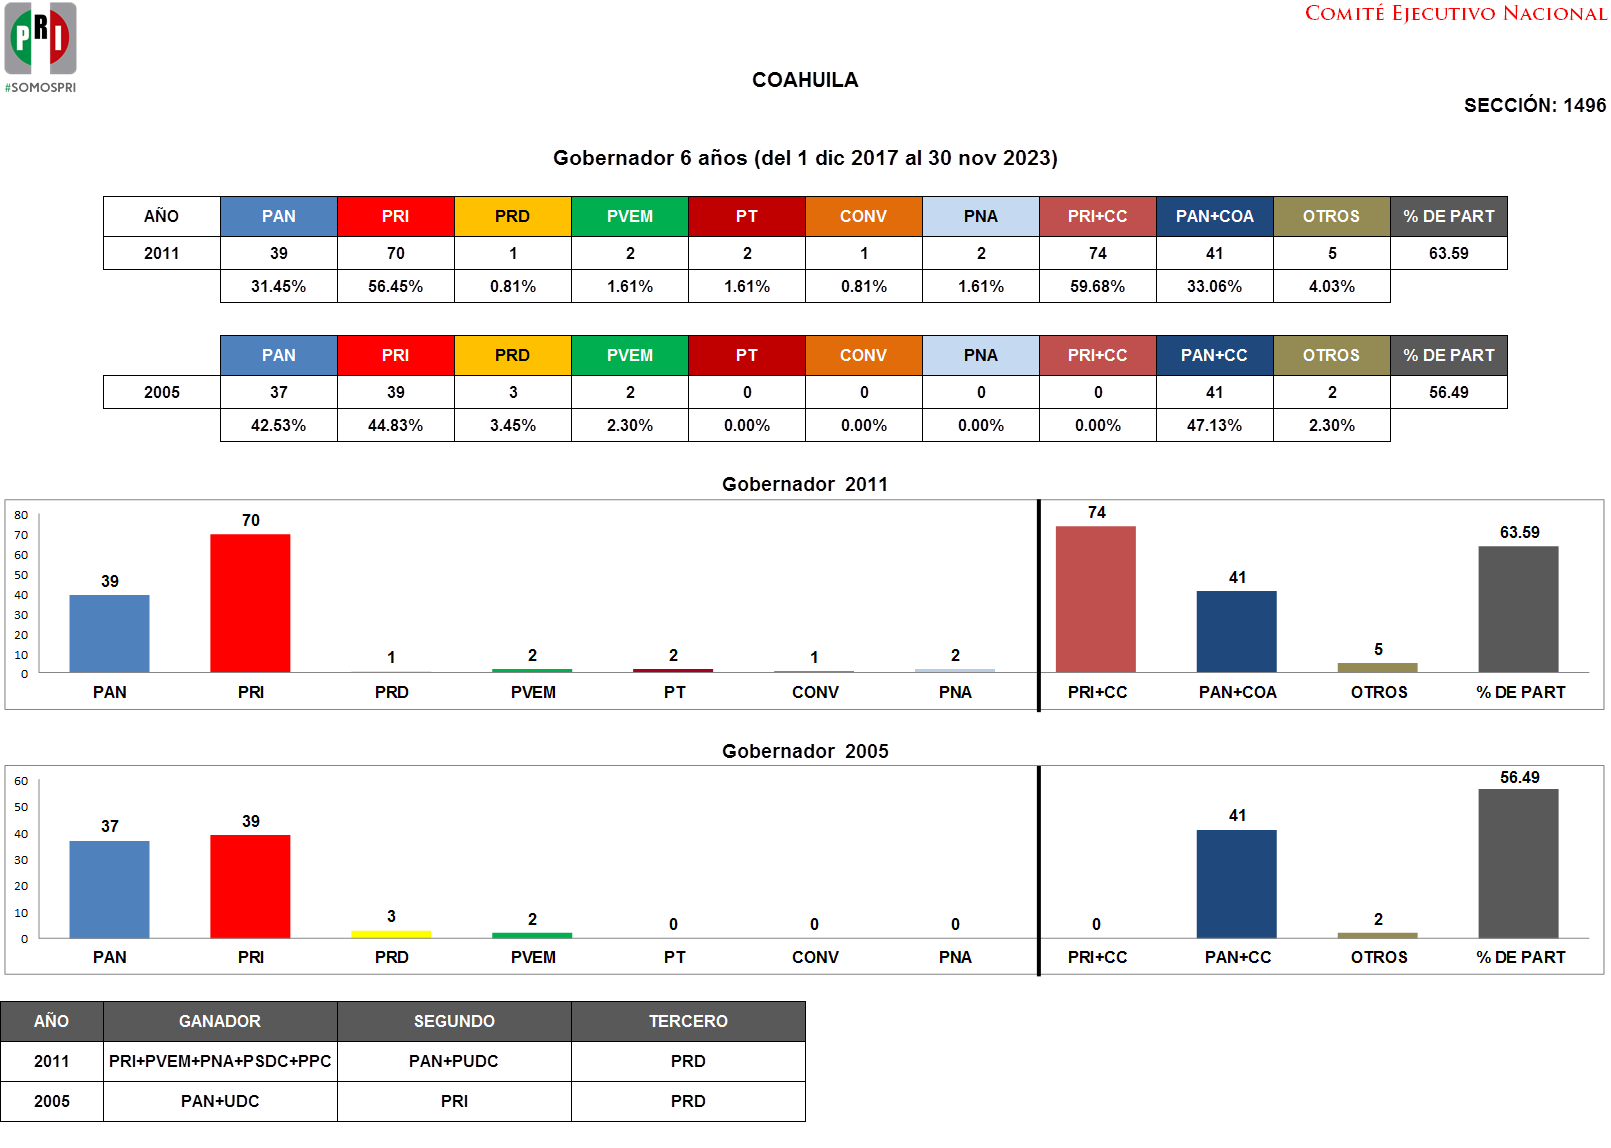 PRI
#SOMOSPRI
COMITÉ EJECUTIVO NACIONAL
COAHUILA
SECCIÓN: 1496
Gobernador 6 años (del 1 dic 2017 al 30 nov 2023)
AÑO PAN PRI PRD PVEM PT CONV PNA PRI+CC PAN+COA OTROS % DE PART
2011 39 70 1 2 2 1 2 74 41 5 63.59
31.45% 56.45% 0.81% 1.61% 1.61% 0.81% 1.61% 59.68% 33.06% 4.03%
PAN PRI PRD PVEM PT CONV PNA PRI+CC PAN+CC OTROS % DE PART
2005 37 39 3 2 0 0 0 0 41 2 56.49
42.53% 44.83% 3.45% 2.30% 0.00% 0.00% 0.00% 0.00% 47.13% 2.30%
Gobernador 2011
80
70
60
50
40
30
20
10
0
39 70 1 2 2 1 2 74 41 5 63.59
PAN PRI PRD PVEM PT CONV PNA PRI+CC PAN+COA OTROS % DE PART
Gobernador 2005
60
50
40
30
20
10
0
37 39 3 2 0 0 0 0 41 2 56.49
PAN PRI PRD PVEM PT CONV PNA PRI+CC PAN+CC OTROS % DE PART
AÑO GANADOR SEGUNDO TERCERO
2011 PRI+PVEM+PNA+PSDC+PPC PAN+PUDC PRD
2005 PAN+UDC PRI PRD